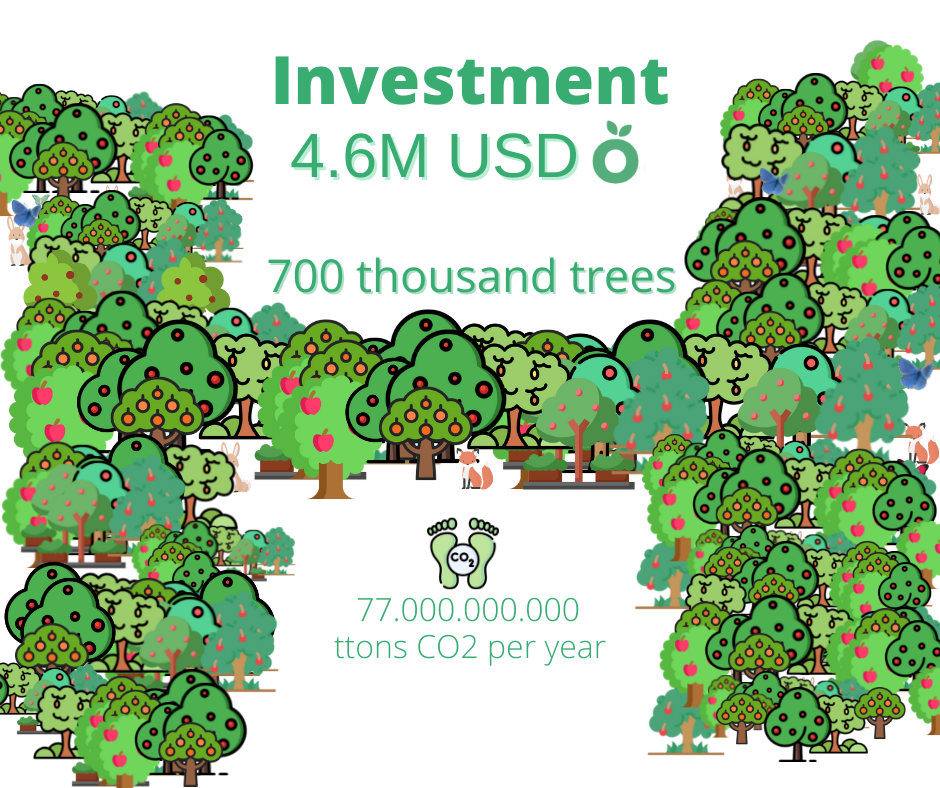 Investment
4.6M USD
700 thousand trees
CO2
77.000.000.000
ttons CO2 per year